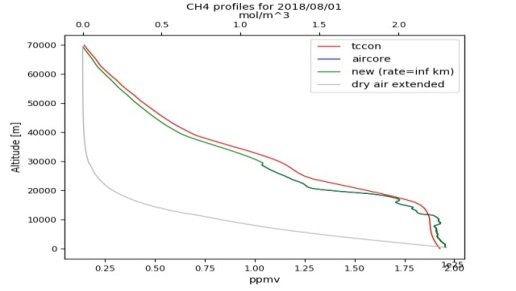 CH4 profiles for 2018/08/01
mol/m^3
0.0 0.5 1.0 1.5 2.0
70000
60000
50000
40000
30000
20000
10000
0
Altitude [m]
tccon
aircore
new (rate=inf km)
dry air extended
0.25 0.50 0.75 1.00 1.25 1.50 1.75 2.00
1e25
ppmv